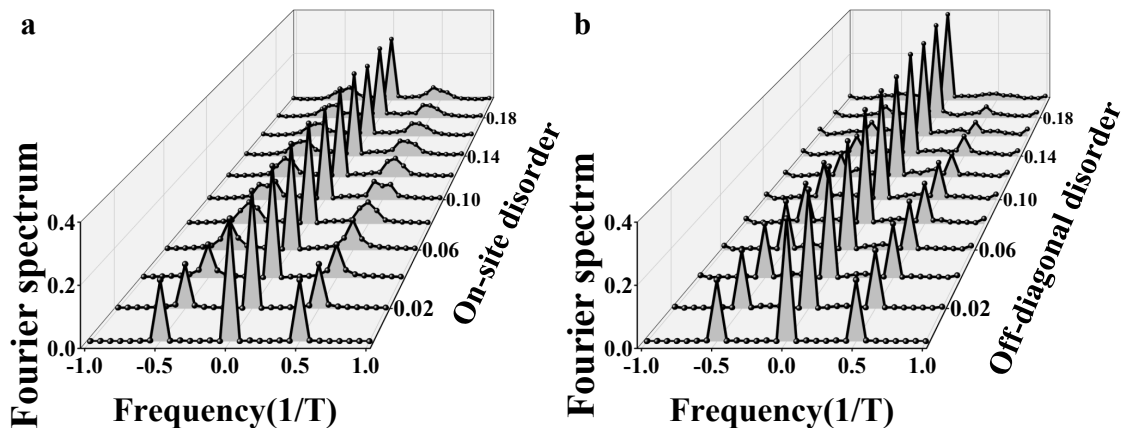 a
Fourier spectrum
0.4
0.2
0.0
-1.0 -0.5 0.0 0.5 1.0
Frequency(1/T)
0.02
0.06
0.10
0.14
0.18
On-site disorder
b
Fourier spectrm
0.4
0.2
0.0
-1.0 -0.5 0.0 0.5 1.0
Frequency(1/T)
0.02
0.06
0.10
0.14
0.18
Off-diagonal disorder